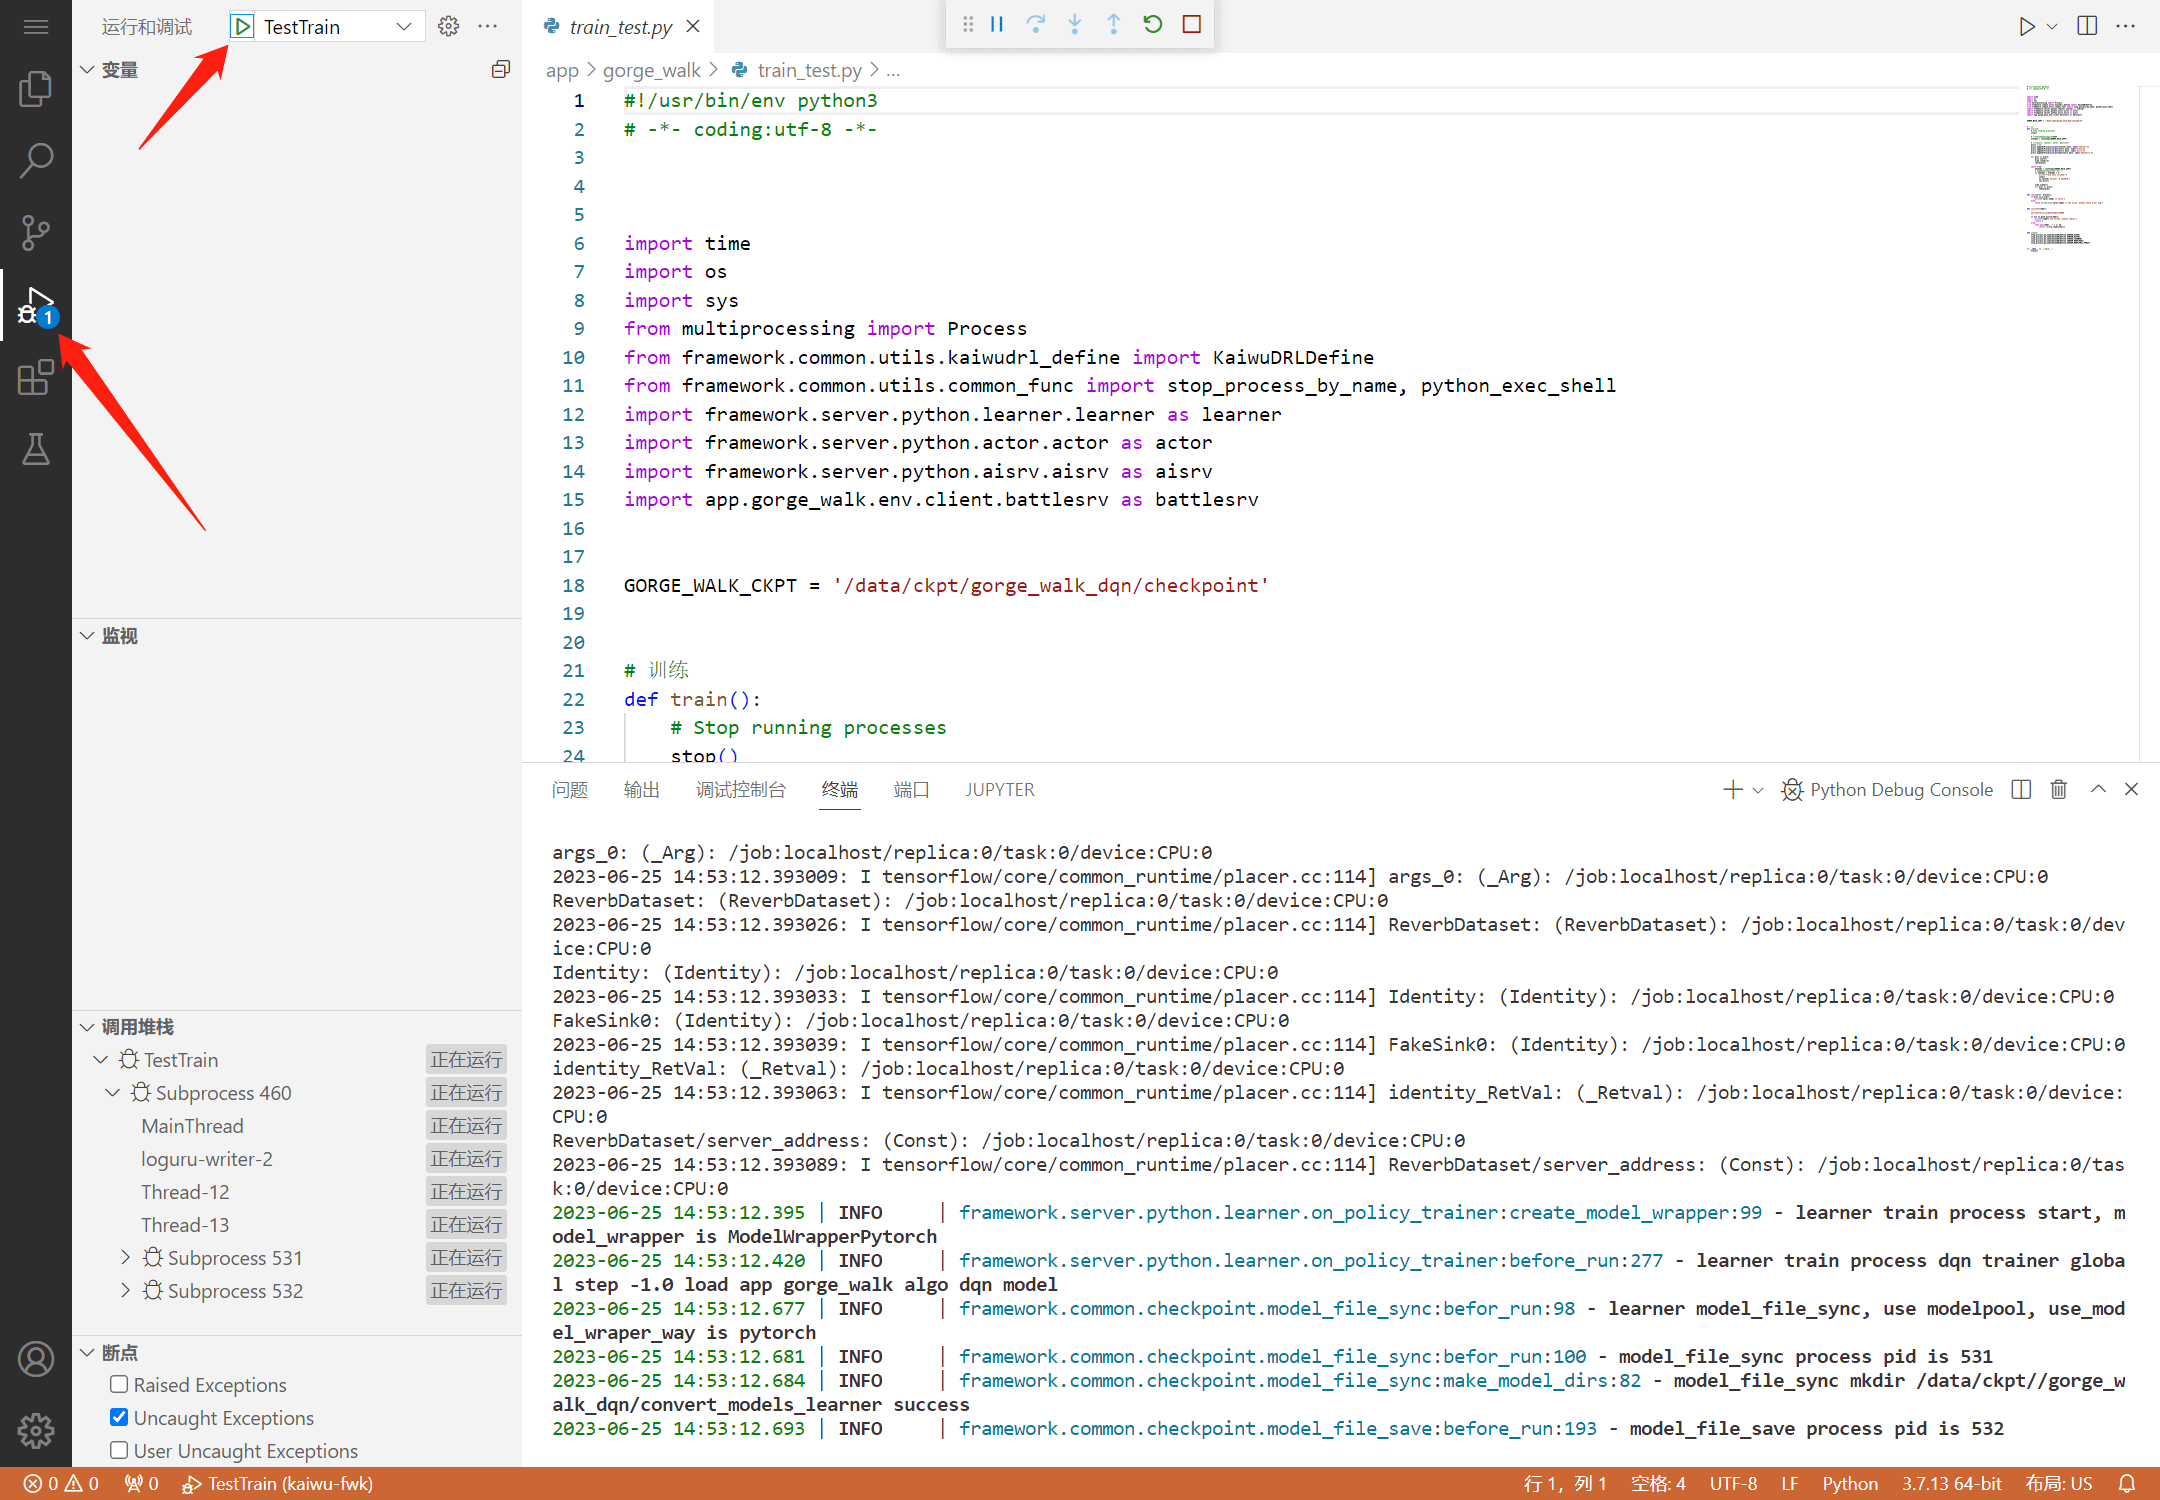 运行和调试
TestTrain
变量
监视
调用堆栈
TestTrain 正在运行
Subprocess 460 正在运行
MainThread 正在运行
loguru-writer-2 正在运行
Thread-12 正在运行
Thread-13 正在运行
Subprocess 531 正在运行
Subprocess 532 正在运行
断点
Raised Exceptions
Uncaught Exceptions
User Uncaught Exceptions
1
train_test.py
app > gorge_walk > train_test.py > ...
1 #!/usr/bin/env python3
2 # -*- coding:utf-8 -*-
3
4
5
6 import time
7 import os
8 import sys
9 from multiprocessing import Process
10 from framework.common.utils.kaiwudrl_define import KaiwuDRLDefine
11 from framework.common.utils.common_func import stop_process_by_name, python_exec_shell
12 import framework.server.python.learner.learner as learner
13 import framework.server.python.actor.actor as actor
14 import framework.server.python.aisrv.aisrv as aisrv
15 import app.gorge_walk.env.client.battlesrv as battlesrv
16
17
18 GORGE_WALK_CKPT = '/data/ckpt/gorge_walk_dqn/checkpoint'
19
20
21 # 训练
22 def train():
23 # Stop running processes
24 stop()
问题 输出 调试控制台 终端 端口 JUPYTER
Python Debug Console
args_0: (_Arg): /job:localhost/replica:0/task:0/device:CPU:0
2023-06-25 14:53:12.393009: I tensorflow/core/common_runtime/placer.cc:114] args_0: (_Arg): /job:localhost/replica:0/task:0/device:CPU:0
ReverbDataset: (ReverbDataset): /job:localhost/replica:0/task:0/device:CPU:0
2023-06-25 14:53:12.393026: I tensorflow/core/common_runtime/placer.cc:114] ReverbDataset: (ReverbDataset): /job:localhost/replica:0/task:0/dev
ice:CPU:0
Identity: (Identity): /job:localhost/replica:0/task:0/device:CPU:0
2023-06-25 14:53:12.393033: I tensorflow/core/common_runtime/placer.cc:114] Identity: (Identity): /job:localhost/replica:0/task:0/device:CPU:0
FakeSink0: (Identity): /job:localhost/replica:0/task:0/device:CPU:0
2023-06-25 14:53:12.393039: I tensorflow/core/common_runtime/placer.cc:114] FakeSink0: (Identity): /job:localhost/replica:0/task:0/device:CPU:0
identity_RetVal: (_Retval): /job:localhost/replica:0/task:0/device:CPU:0
2023-06-25 14:53:12.393063: I tensorflow/core/common_runtime/placer.cc:114] identity_RetVal: (_Retval): /job:localhost/replica:0/task:0/device:
CPU:0
ReverbDataset/server_address: (Const): /job:localhost/replica:0/task:0/device:CPU:0
2023-06-25 14:53:12.393089: I tensorflow/core/common_runtime/placer.cc:114] ReverbDataset/server_address: (Const): /job:localhost/replica:0/tas
k:0/device:CPU:0
2023-06-25 14:53:12.395 | INFO | framework.server.python.learner.on_policy_trainer:create_model_wrapper:99 - learner train process start, m
odel_wrapper is ModelWrapperPytorch
2023-06-25 14:53:12.420 | INFO | framework.server.python.learner.on_policy_trainer:before_run:277 - learner train process dqn trainer globa
l step -1.0 load app gorge_walk algo dqn model
2023-06-25 14:53:12.677 | INFO | framework.common.checkpoint.model_file_sync:befor_run:98 - learner model_file_sync, use modelpool, use_mod
el_wraper_way is pytorch
2023-06-25 14:53:12.681 | INFO | framework.common.checkpoint.model_file_sync:befor_run:100 - model_file_sync process pid is 531
2023-06-25 14:53:12.684 | INFO | framework.common.checkpoint.model_file_sync:make_model_dirs:82 - model_file_sync mkdir /data/ckpt//gorge_w
alk_dqn/convert_models_learner success
2023-06-25 14:53:12.693 | INFO | framework.common.checkpoint.model_file_save:before_run:193 - model_file_save process pid is 532
0 0 0 TestTrain (kaiwu-fwk) 行 1，列 1 空格: 4 UTF-8 LF Python 3.7.13 64-bit 布局: US